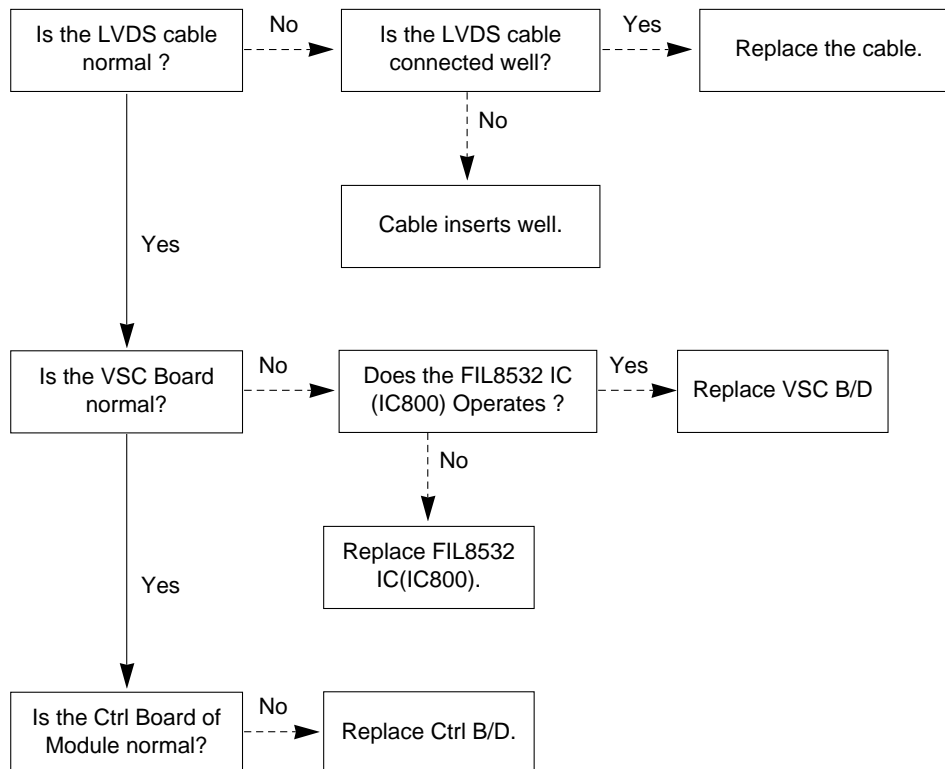 Is the LVDS cable
normal ?
No
Is the LVDS cable
connected well?
Yes
Replace the cable.
No
Cable inserts well.
Yes
Is the VSC Board
normal?
No
Does the FIL8532 IC
(IC800) Operates ?
Yes
Replace VSC B/D
No
Replace FIL8532
IC(IC800).
Yes
Is the Ctrl Board of
Module normal?
No
Replace Ctrl B/D.